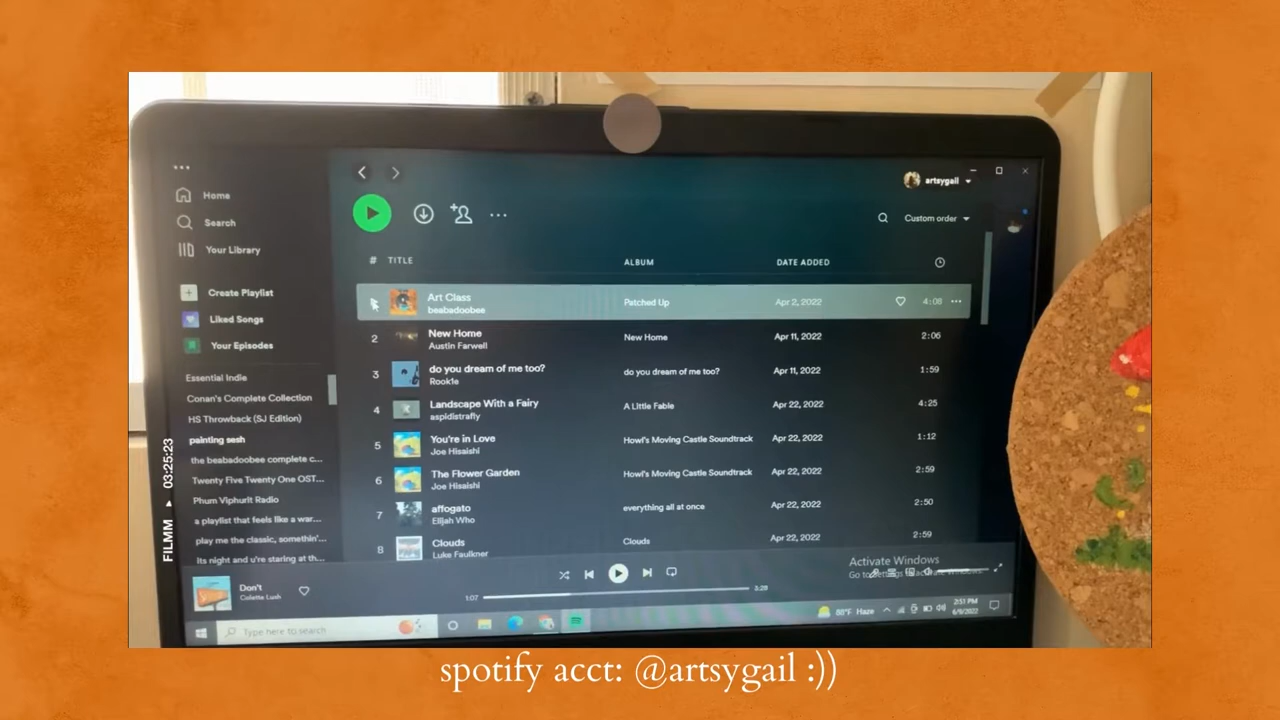 artsygail
Home
Search
Your Library
Create Playlist
Liked Songs
Your Episodes
Essential Indie
Conan's Complete Collection
HS Throwback (SJ Edition)
painting sesh
the beabadoobee complete c...
Twenty Five Twenty One OST...
Phum Viphurit Radio
a playlist that feels like a war...
play me the classic, somethin'...
Its night and u're staring at th...
Custom order
# TITLE ALBUM DATE ADDED
Art Class
beabadoobee
Patched Up Apr 2, 2022 4:08
2 New Home
Austin Farwell
New Home Apr 11, 2022 2:06
3 do you dream of me too?
Rook1e
do you dream of me too? Apr 11, 2022 1:59
4 Landscape With a Fairy
aspidistrafly
A Little Fable Apr 22, 2022 4:25
5 You're in Love
Joe Hisaishi
Howl's Moving Castle Soundtrack Apr 22, 2022 1:12
6 The Flower Garden
Joe Hisaishi
Howl's Moving Castle Soundtrack Apr 22, 2022 2:59
7 affogato
Elijah Who
everything all at once Apr 22, 2022 2:50
8 Clouds
Luke Faulkner
Clouds Apr 22, 2022 2:59
Activate Windows
Go to Settings to activate Windows.
Don't
Colette Lush
1:07 3:29
Type here to search
88°F Haze
2:51 PM
6/9/2022
FILMM ▸ 03:25:23
spotify acct: @artsygail :))